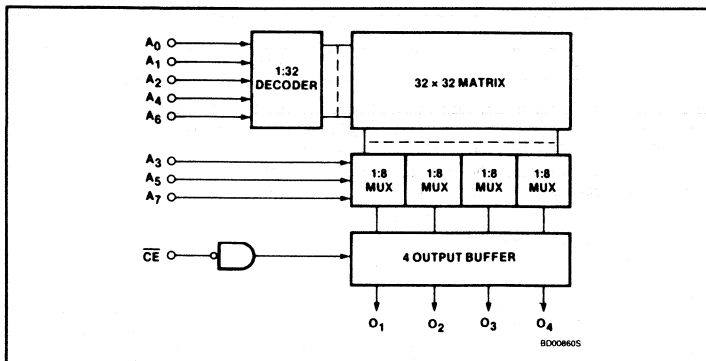 A0
A1
A2
A4
A6
1:32
DECODER
32 × 32 MATRIX
A3
A5
A7
1:8
MUX
1:8
MUX
1:8
MUX
1:8
MUX
CE
4 OUTPUT BUFFER
O1
O2
O3
O4
BD00860S